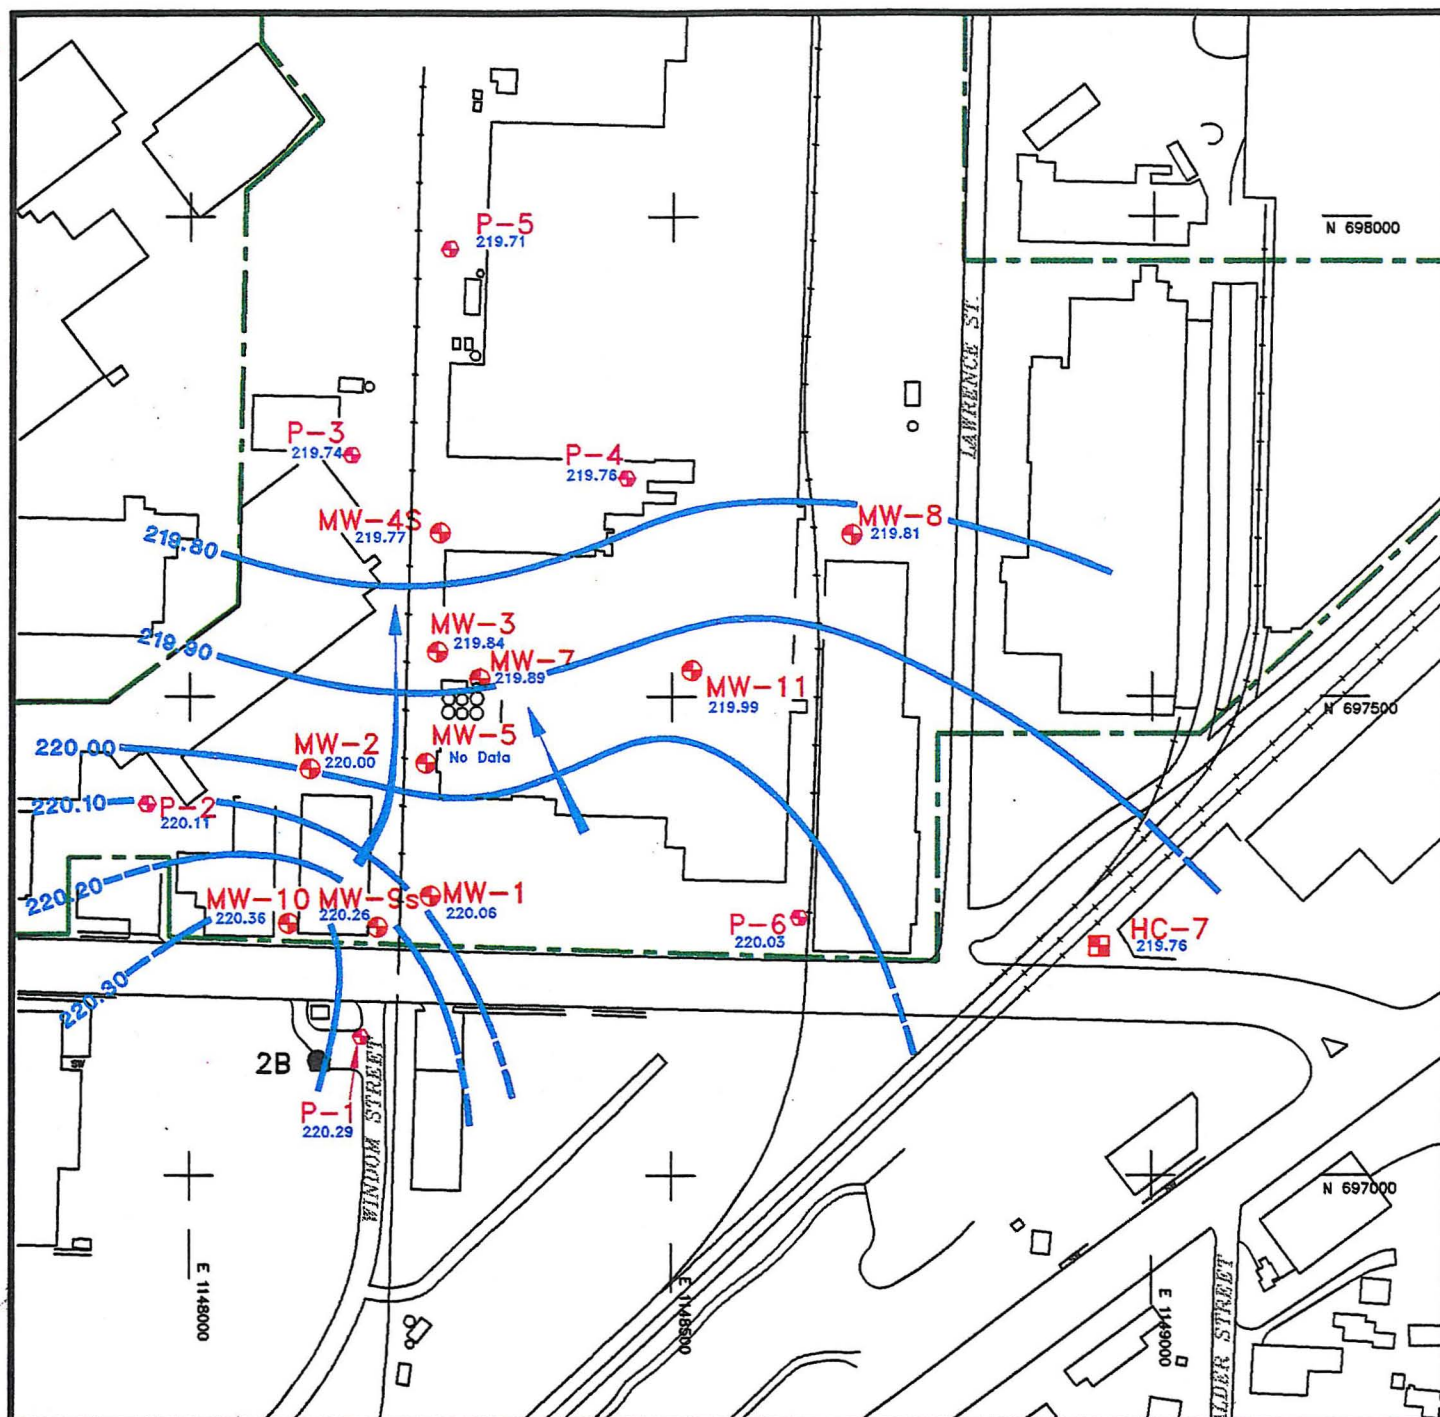 P-5
219.71
N 698000
LAWRENCE ST.
P-3
219.74
P-4
219.76
MW-4S
219.77
MW-8
219.81
219.80
MW-3
219.84
219.90
MW-7
219.89
MW-11
219.99
N 697500
220.00
MW-2
220.00
MW-5
No Data
220.10
P-2
220.11
220.20
MW-10
220.36
MW-9s
220.26
MW-1
220.06
P-6
220.03
HC-7
219.76
220.30
2B
P-1
220.29
WINDOM STREET
N 697000
E 1148000
E 1148500
E 1149000
ALDER STREET